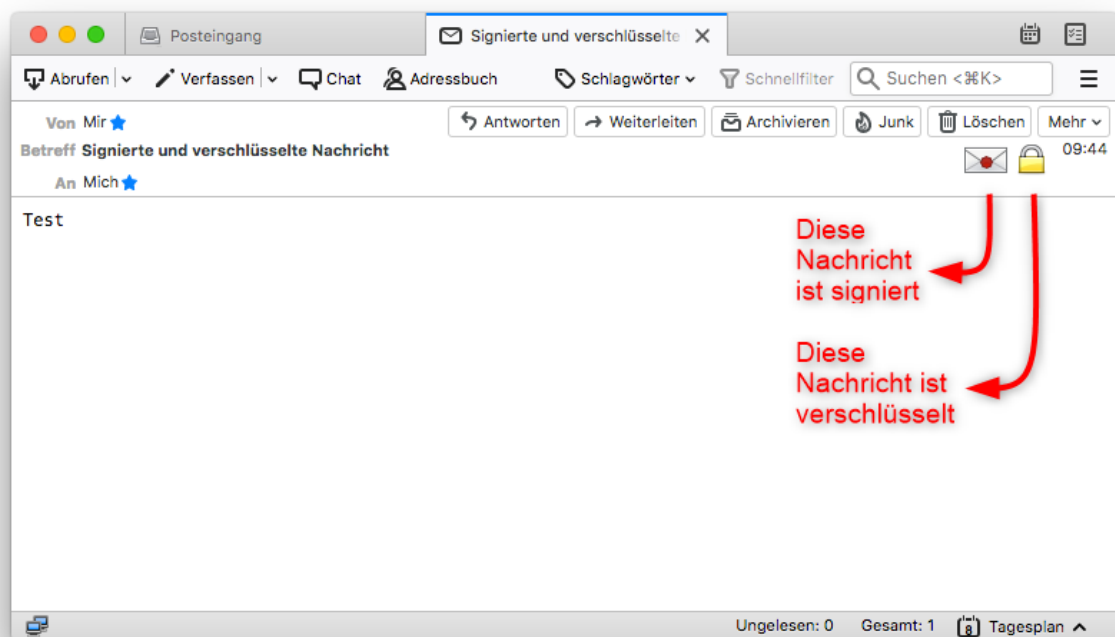 Posteingang
Signierte und verschlüsselte
Abrufen Verfassen Chat Adressbuch Schlagwörter Schnellfilter Suchen <⌘K>
Von Mir Antworten Weiterleiten Archivieren Junk Löschen Mehr
Betreff Signierte und verschlüsselte Nachricht 09:44
An Mich
Test
Diese
Nachricht
ist signiert
Diese
Nachricht ist
verschlüsselt
Ungelesen: 0 Gesamt: 1 8 Tagesplan